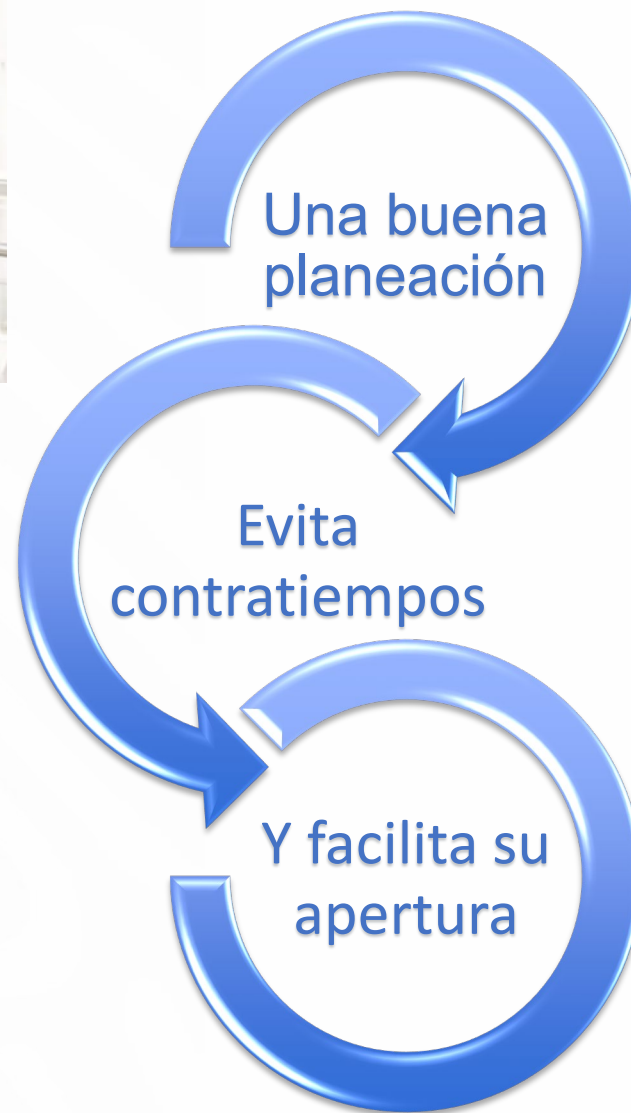 Una buena
planeación
Evita
contratiempos
Y facilita su
apertura